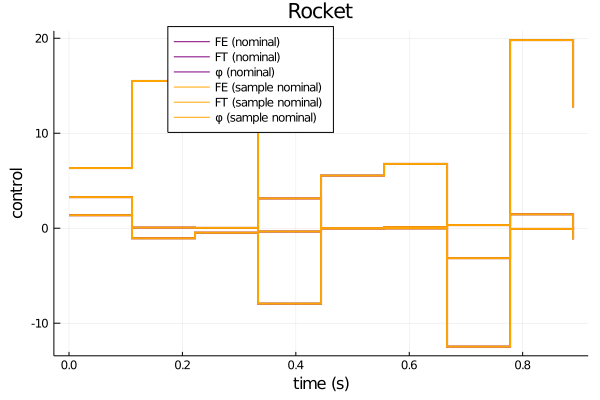 Rocket
FE (nominal)
FT (nominal)
φ (nominal)
FE (sample nominal)
FT (sample nominal)
φ (sample nominal)
20
10
0
-10
control
0.0 0.2 0.4 0.6 0.8
time (s)